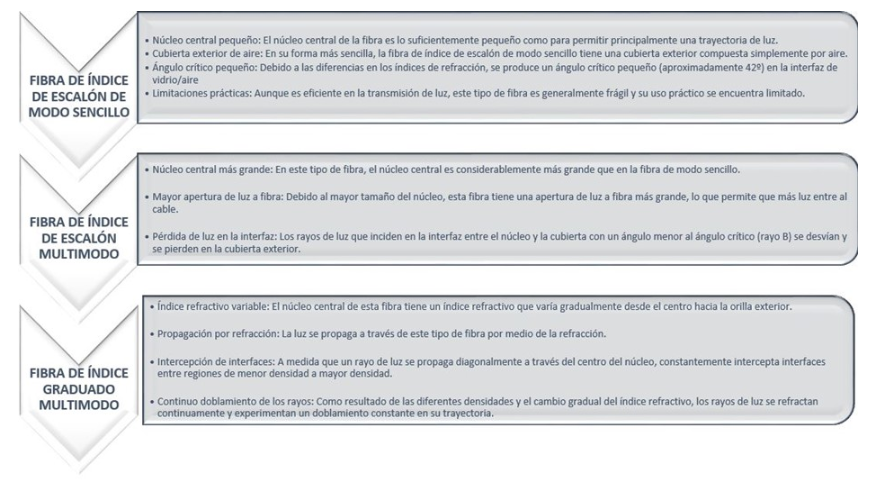 FIBRA DE ÍNDICE
DE ESCALÓN DE
MODO SENCILLO
• Núcleo central pequeño: El núcleo central de la fibra es lo suficientemente pequeño como para permitir principalmente una trayectoria de luz.
• Cubierta exterior de aire: En su forma más sencilla, la fibra de índice de escalón de modo sencillo tiene una cubierta exterior compuesta simplemente por aire.
• Ángulo crítico pequeño: Debido a las diferencias en los índices de refracción, se produce un ángulo crítico pequeño (aproximadamente 42º) en la interfaz de
vidrio/aire
• Limitaciones prácticas: Aunque es eficiente en la transmisión de luz, este tipo de fibra es generalmente frágil y su uso práctico se encuentra limitado.
FIBRA DE ÍNDICE
DE ESCALÓN
MULTIMODO
• Núcleo central más grande: En este tipo de fibra, el núcleo central es considerablemente más grande que en la fibra de modo sencillo.
• Mayor apertura de luz a fibra: Debido al mayor tamaño del núcleo, esta fibra tiene una apertura de luz a fibra más grande, lo que permite que más luz entre al
cable.
• Pérdida de luz en la interfaz: Los rayos de luz que inciden en la interfaz entre el núcleo y la cubierta con un ángulo menor al ángulo crítico (rayo B) se desvían y
se pierden en la cubierta exterior.
FIBRA DE ÍNDICE
GRADUADO
MULTIMODO
• Índice refractivo variable: El núcleo central de esta fibra tiene un índice refractivo que varía gradualmente desde el centro hacia la orilla exterior.
• Propagación por refracción: La luz se propaga a través de este tipo de fibra por medio de la refracción.
• Intercepción de interfaces: A medida que un rayo de luz se propaga diagonalmente a través del centro del núcleo, constantemente intercepta interfaces
entre regiones de menor densidad a mayor densidad.
• Continuo doblamiento de los rayos: Como resultado de las diferentes densidades y el cambio gradual del índice refractivo, los rayos de luz se refractan
continuamente y experimentan un doblamiento constante en su trayectoria.